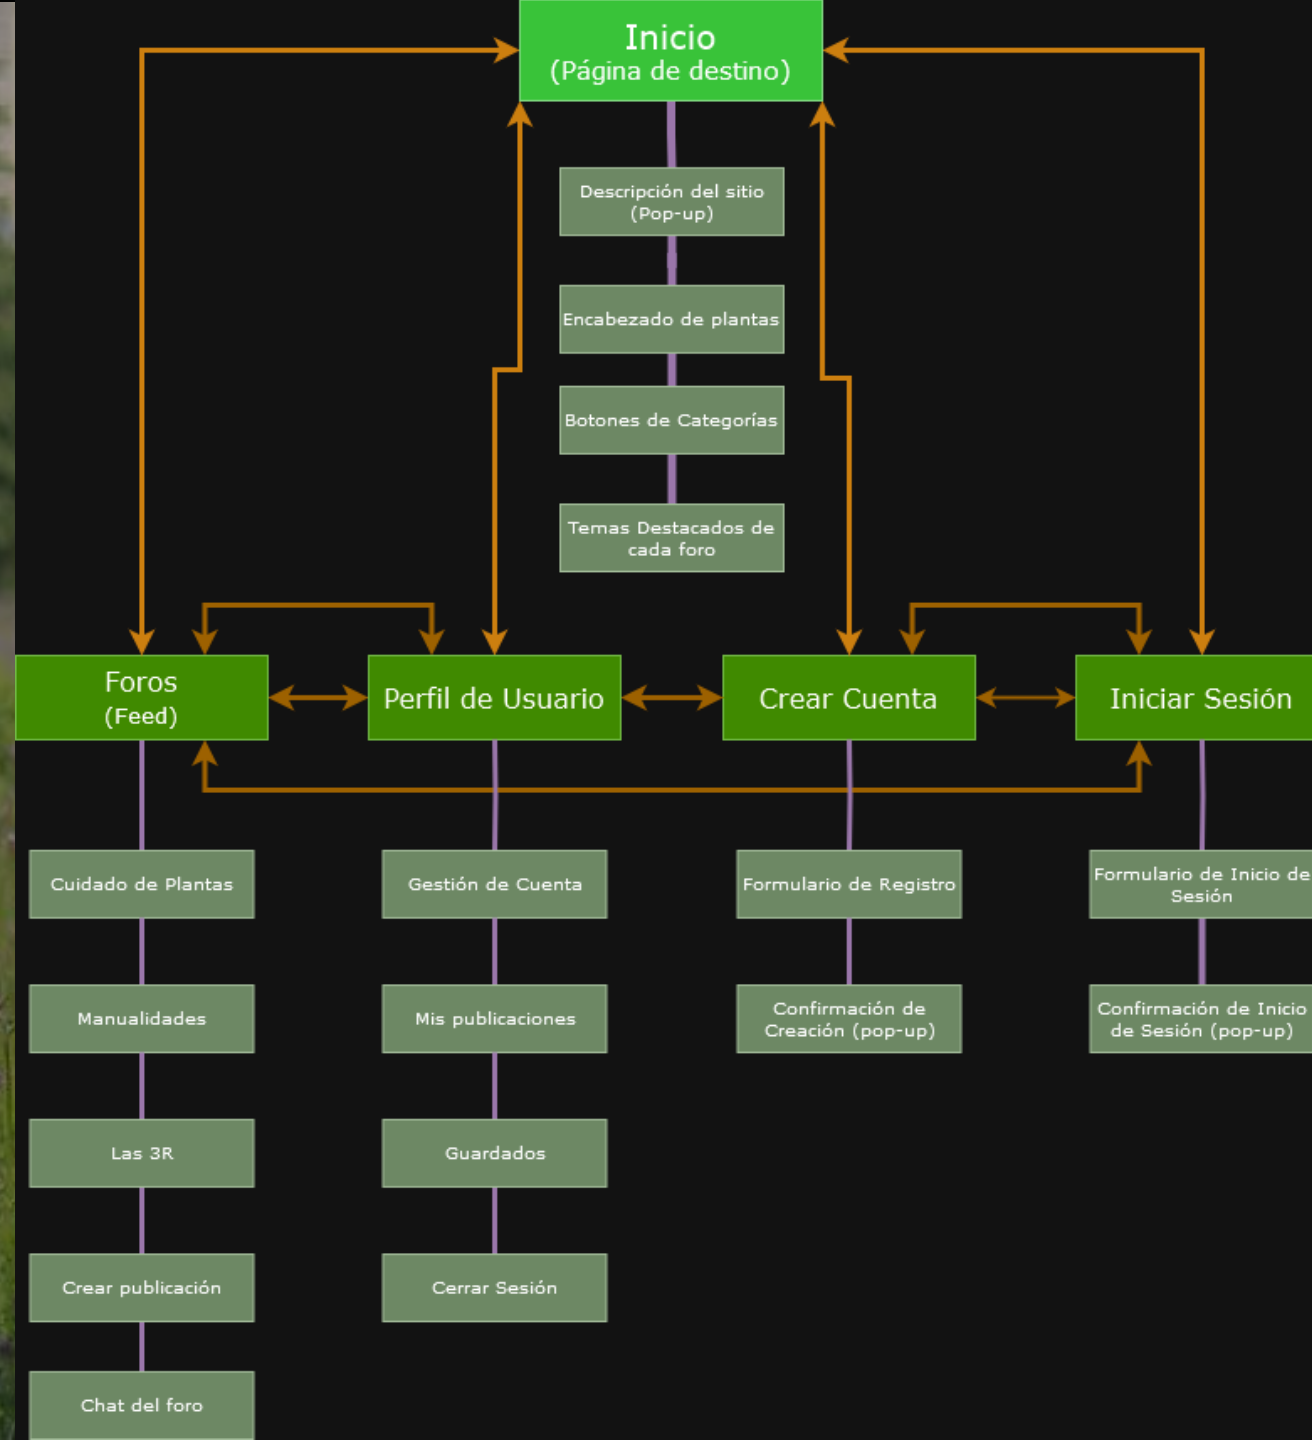 Inicio
(Página de destino)
Descripción del sitio
(Pop-up)
Encabezado de plantas
Botones de Categorías
Temas Destacados de
cada foro
Foros
(Feed)
Perfil de Usuario
Crear Cuenta
Iniciar Sesión
Cuidado de Plantas
Manualidades
Las 3R
Crear publicación
Chat del foro
Gestión de Cuenta
Mis publicaciones
Guardados
Cerrar Sesión
Formulario de Registro
Confirmación de
Creación (pop-up)
Formulario de Inicio de
Sesión
Confirmación de Inicio
de Sesión (pop-up)